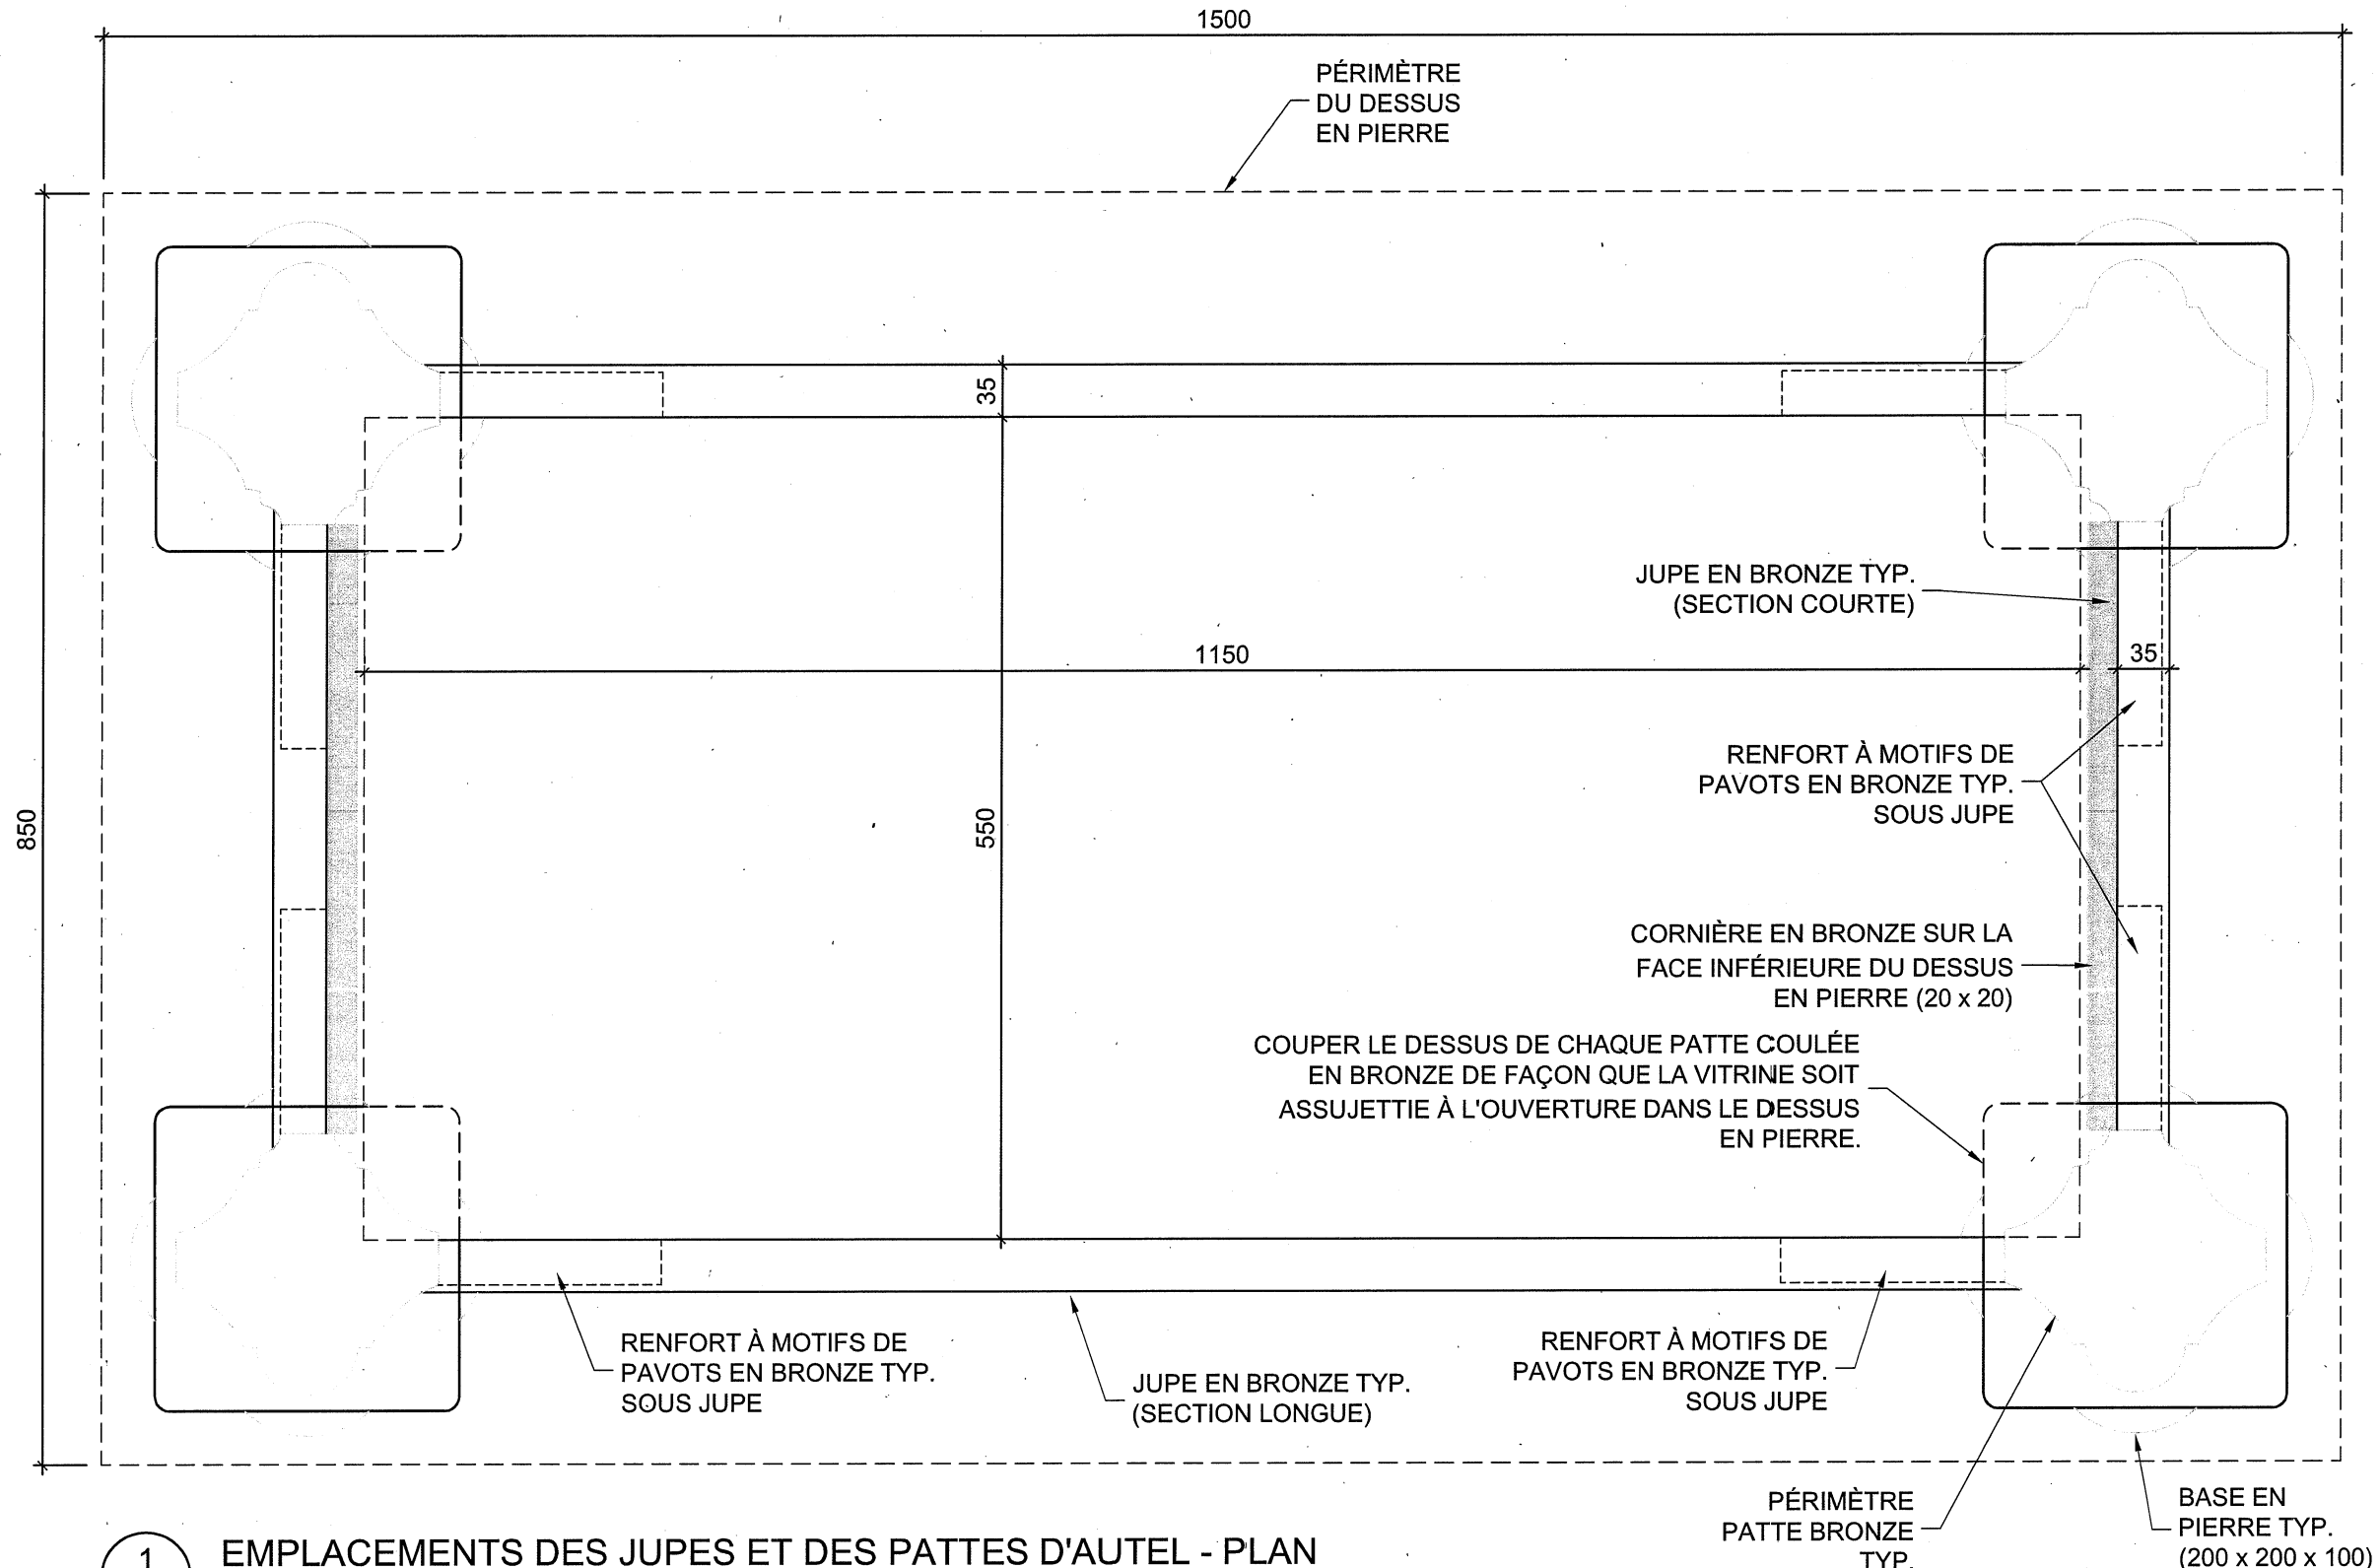 1500
PÉRIMÈTRE
DU DESSUS
EN PIERRE
35
JUPE EN BRONZE TYP.
(SECTION COURTE)
1150
35
RENFORT À MOTIFS DE
PAVOTS EN BRONZE TYP.
SOUS JUPE
850
550
CORNIÈRE EN BRONZE SUR LA
FACE INFÉRIEURE DU DESSUS
EN PIERRE (20 x 20)
COUPER LE DESSUS DE CHAQUE PATTE COULÉE
EN BRONZE DE FAÇON QUE LA VITRINE SOIT
ASSUJETTIE À L'OUVERTURE DANS LE DESSUS
EN PIERRE.
RENFORT À MOTIFS DE
PAVOTS EN BRONZE TYP.
SOUS JUPE
JUPE EN BRONZE TYP.
(SECTION LONGUE)
RENFORT À MOTIFS DE
PAVOTS EN BRONZE TYP.
SOUS JUPE
PÉRIMÈTRE
PATTE BRONZE
TYP.
BASE EN
PIERRE TYP.
(200 x 200 x 100)
1
EMPLACEMENTS DES JUPES ET DES PATTES D'AUTEL - PLAN